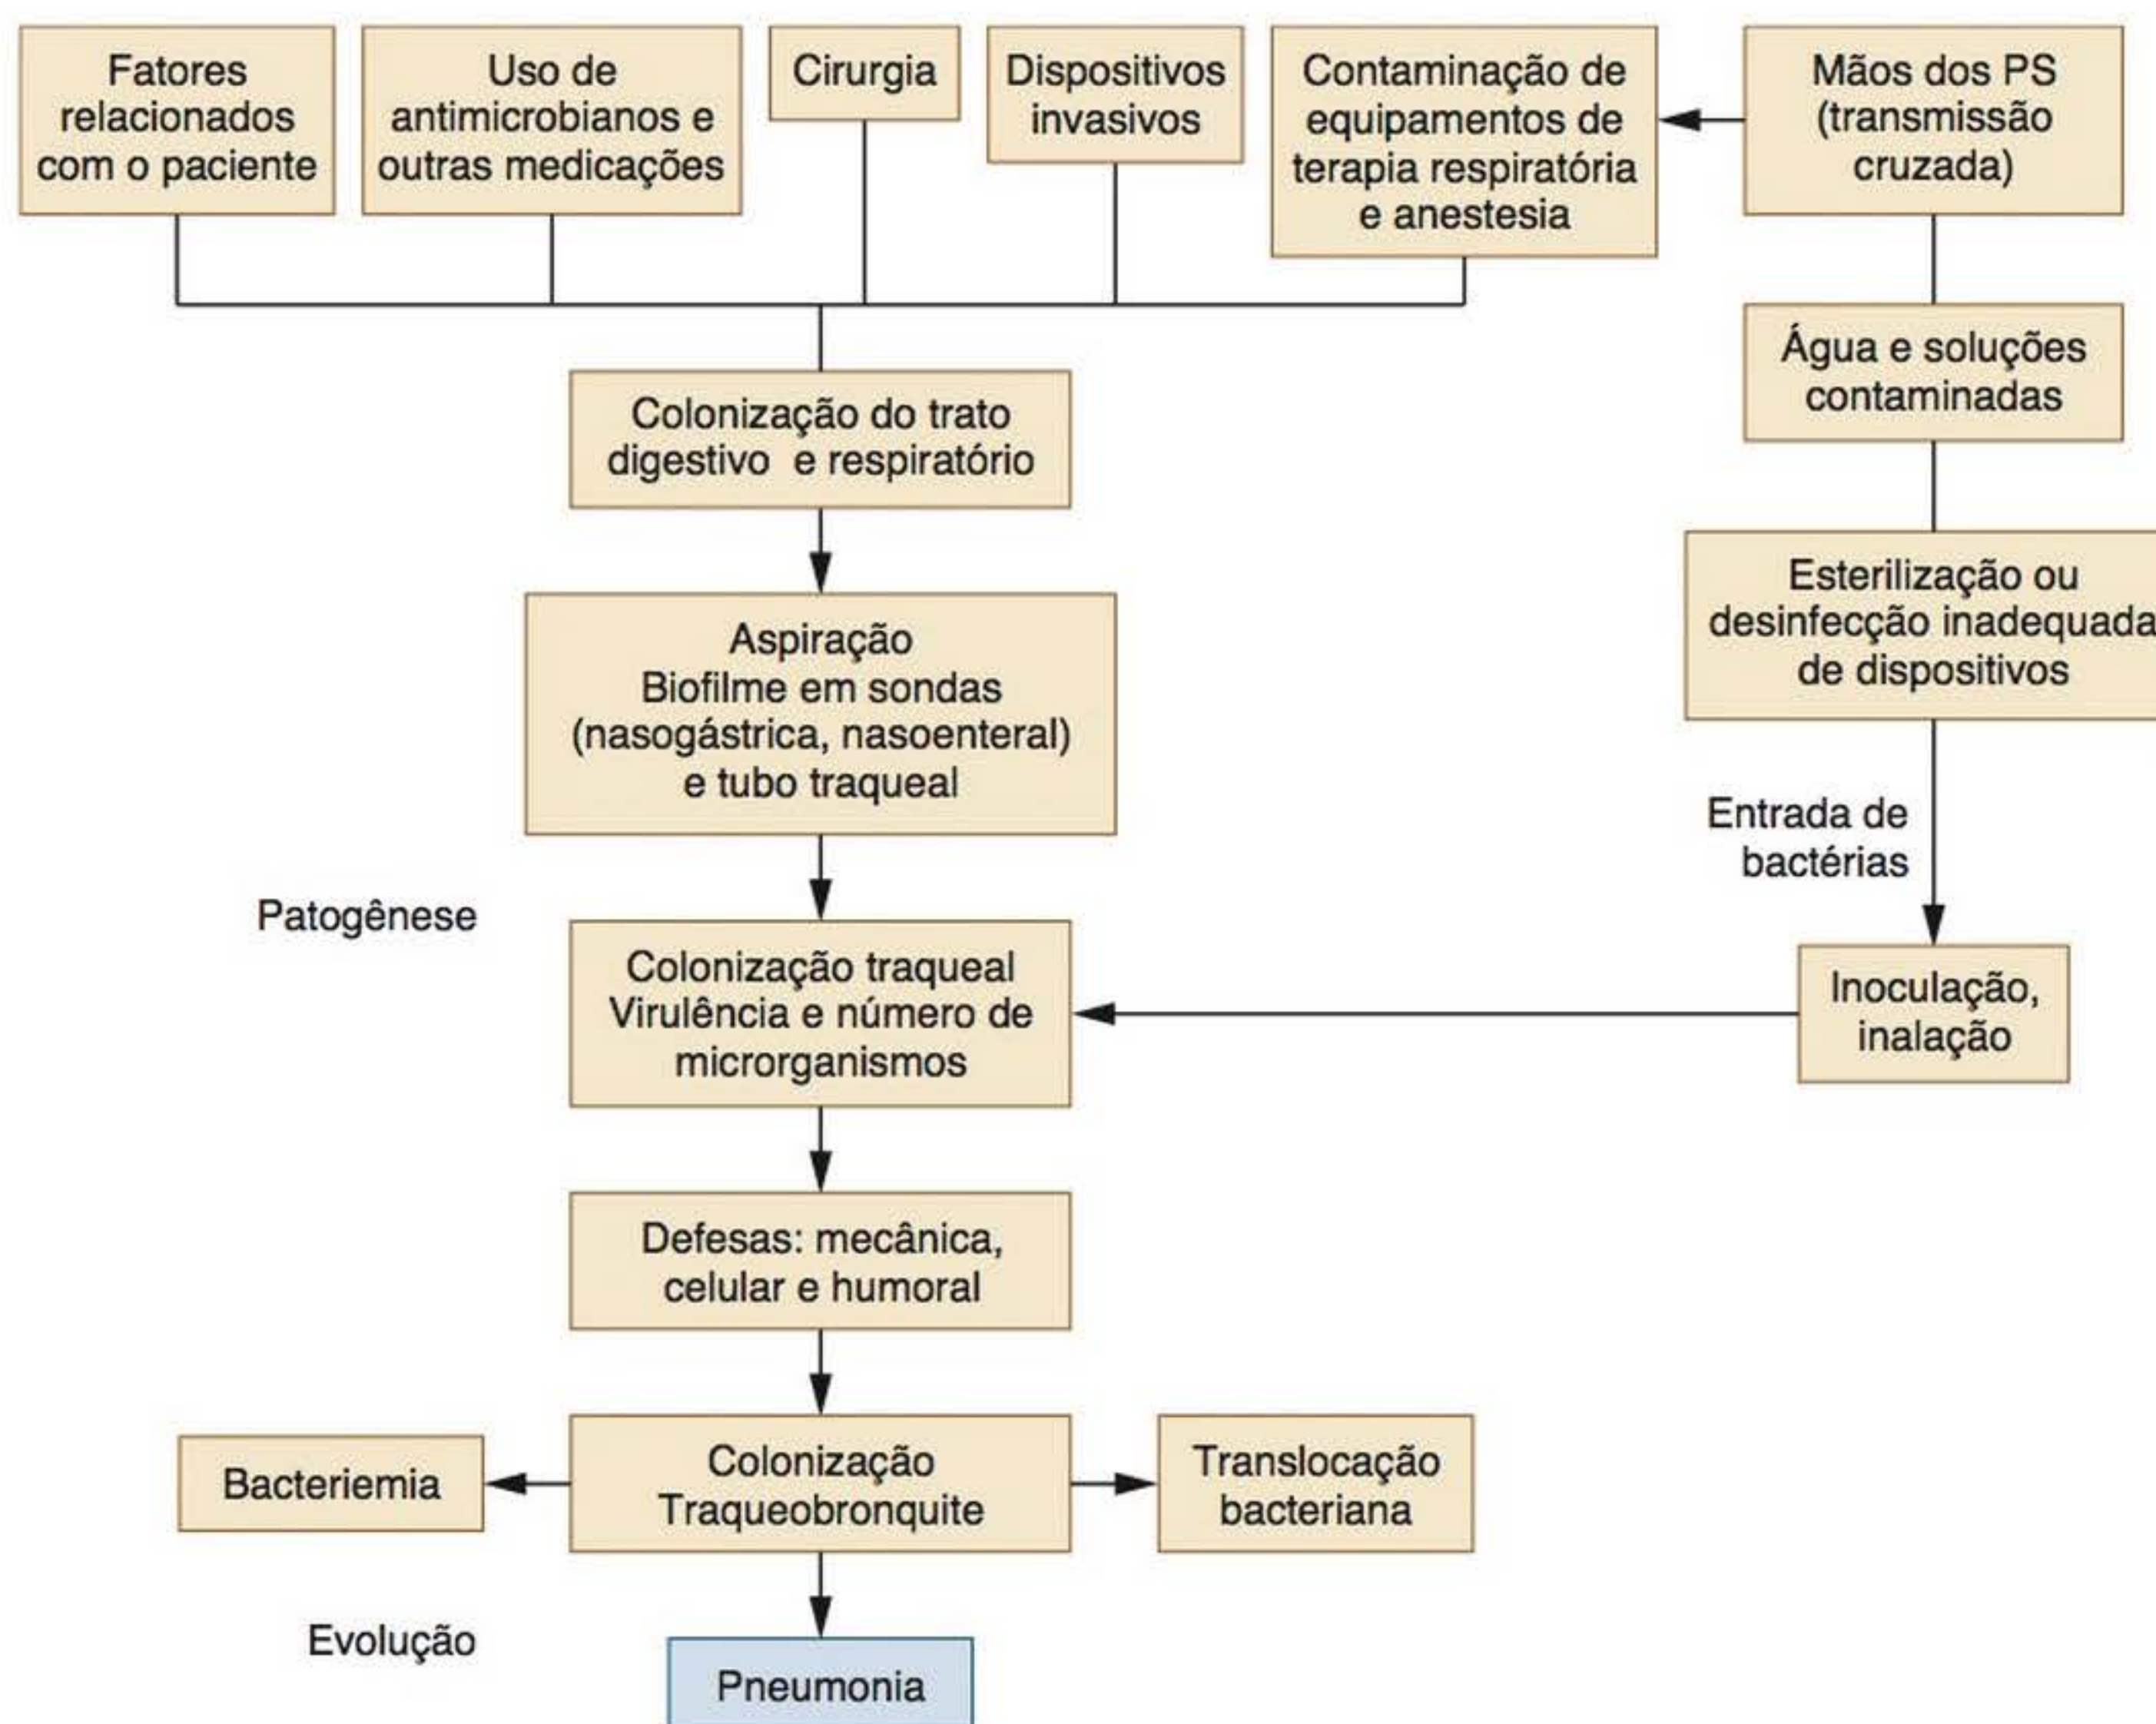 Fatores
relacionados
com o paciente
Uso de
antimicrobianos e
outras medicações
Cirurgia
Dispositivos
invasivos
Contaminação de
equipamentos de
terapia respiratória
e anestesia
Mãos dos PS
(transmissão
cruzada)
Água e soluções
contaminadas
Colonização do trato
digestivo e respiratório
Esterilização ou
desinfecção inadequada
de dispositivos
Aspiração
Biofilme em sondas
(nasogástrica, nasoenteral)
e tubo traqueal
Entrada de
bactérias
Patogênese
Colonização traqueal
Virulência e número de
microrganismos
Inoculação,
inalação
Defesas: mecânica,
celular e humoral
Bacteriemia
Colonização
Traqueobronquite
Translocação
bacteriana
Evolução
Pneumonia